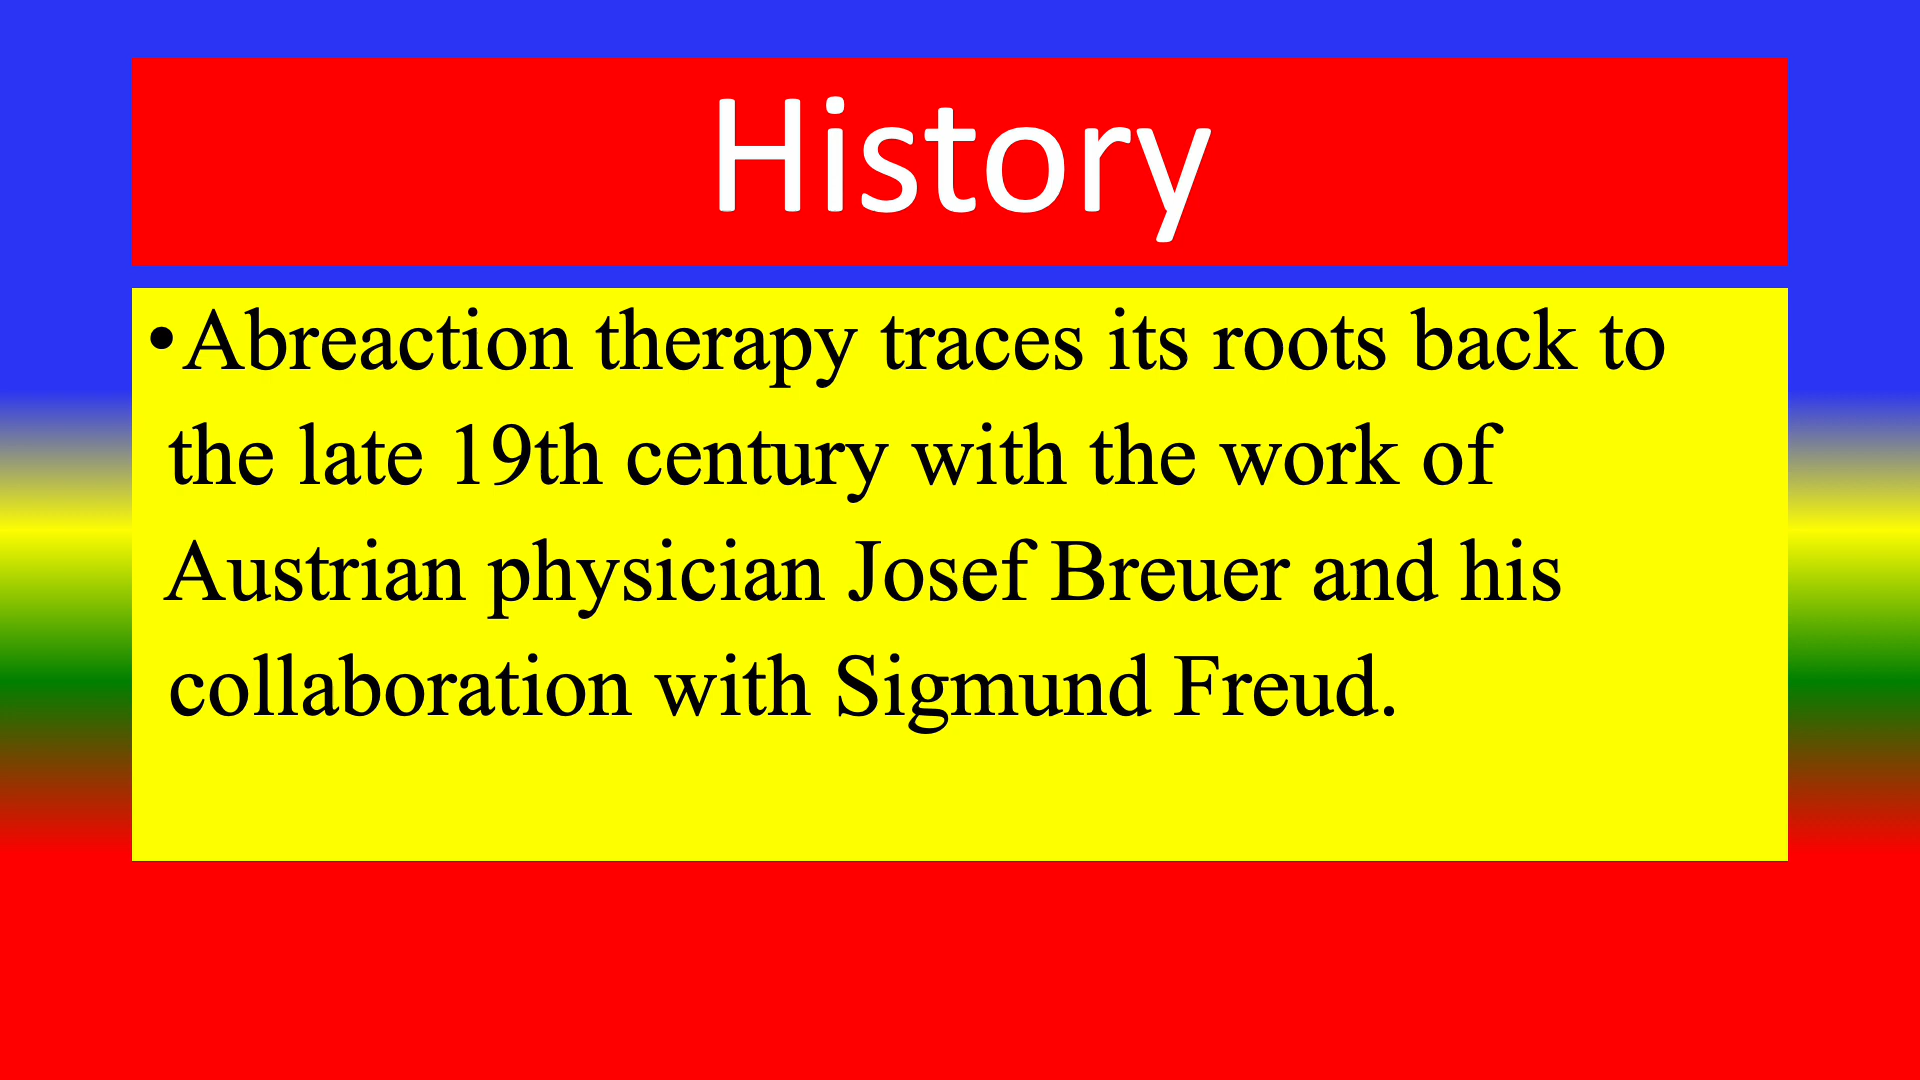 History
•Abreaction therapy traces its roots back to
the late 19th century with the work of
Austrian physician Josef Breuer and his
collaboration with Sigmund Freud.